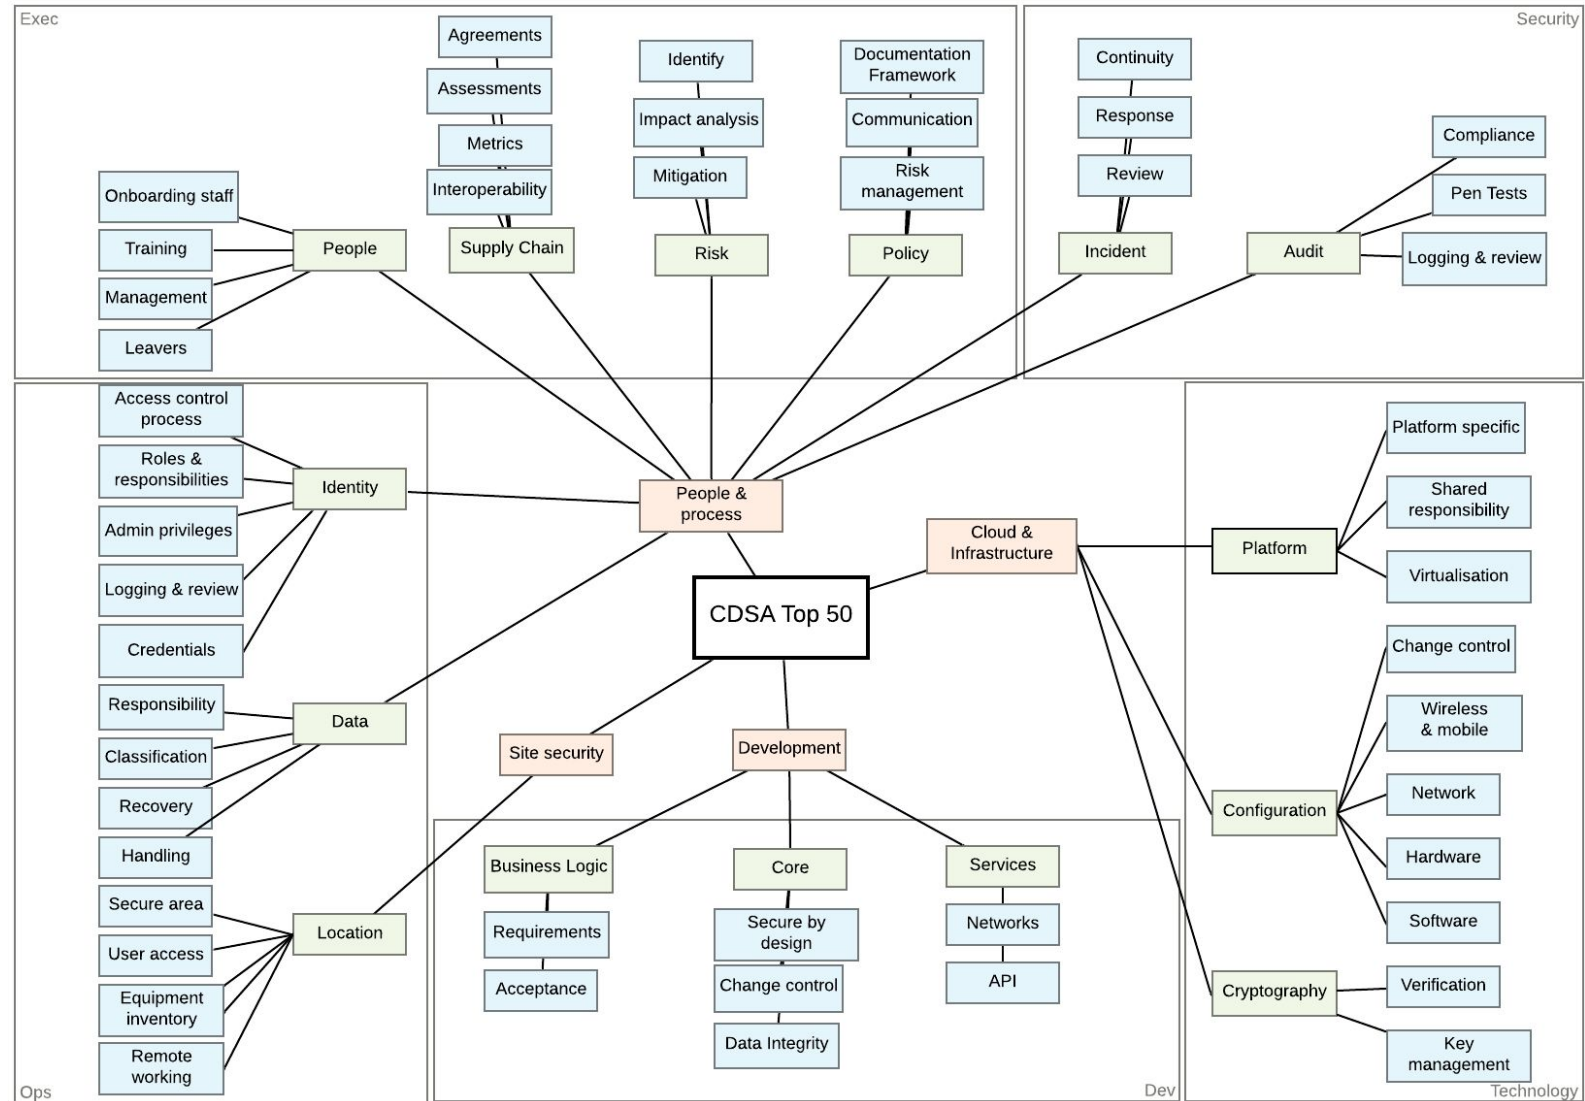 Exec
Security
Agreements
Assessments
Metrics
Interoperability
Supply Chain
Identify
Impact analysis
Mitigation
Risk
Documentation
Framework
Communication
Risk
management
Policy
Onboarding staff
Training
Management
Leavers
People
Continuity
Response
Review
Incident
Compliance
Pen Tests
Logging & review
Audit
Access control
process
Roles &
responsibilities
Admin privileges
Logging & review
Credentials
Identity
Responsibility
Classification
Recovery
Handling
Data
Secure area
User access
Equipment
inventory
Remote
working
Location
Ops
People &
process
Cloud &
Infrastructure
CDSA Top 50
Site security
Development
Business Logic
Requirements
Acceptance
Core
Secure by
design
Change control
Data Integrity
Services
Networks
API
Dev
Platform
Platform specific
Shared
responsibility
Virtualisation
Configuration
Change control
Wireless
& mobile
Network
Hardware
Software
Cryptography
Verification
Key
management
Technology